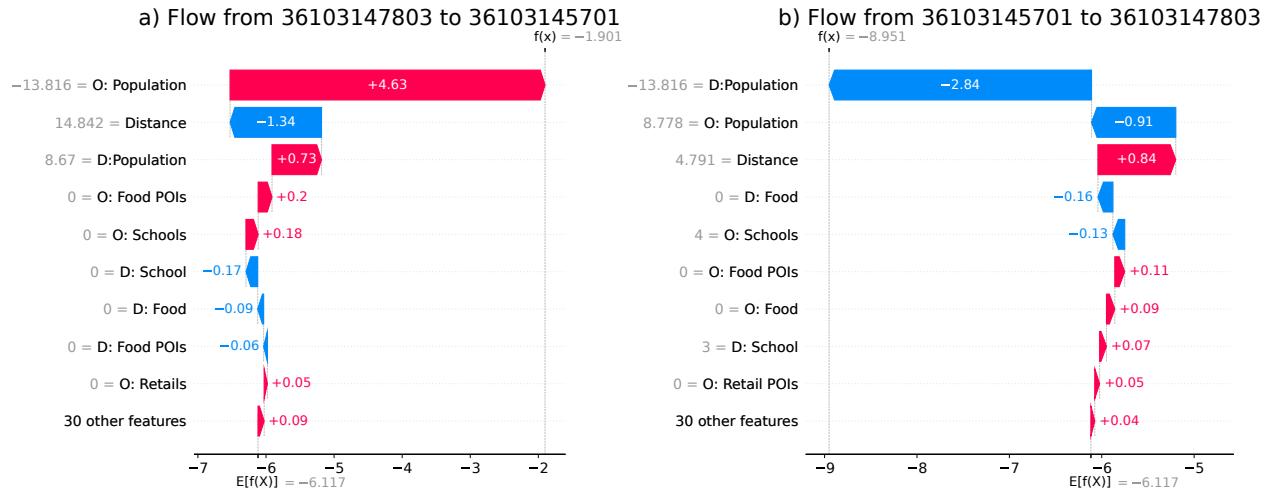 a) Flow from 36103147803 to 36103145701
f(x) = −1.901
−13.816 = O: Population
+4.63
14.842 = Distance
−1.34
8.67 = D:Population
+0.73
0 = O: Food POIs
+0.2
0 = O: Schools
+0.18
0 = D: School
−0.17
0 = D: Food
−0.09
0 = D: Food POIs
−0.06
0 = O: Retails
+0.05
30 other features
+0.09
−7 −6 −5 −4 −3 −2
E[f(X)] = −6.117
b) Flow from 36103145701 to 36103147803
f(x) = −8.951
−13.816 = D:Population
−2.84
8.778 = O: Population
−0.91
4.791 = Distance
+0.84
0 = D: Food
−0.16
4 = O: Schools
−0.13
0 = O: Food POIs
+0.11
0 = O: Food
+0.09
3 = D: School
+0.07
0 = O: Retail POIs
+0.05
30 other features
+0.04
−9 −8 −7 −6 −5
E[f(X)] = −6.117